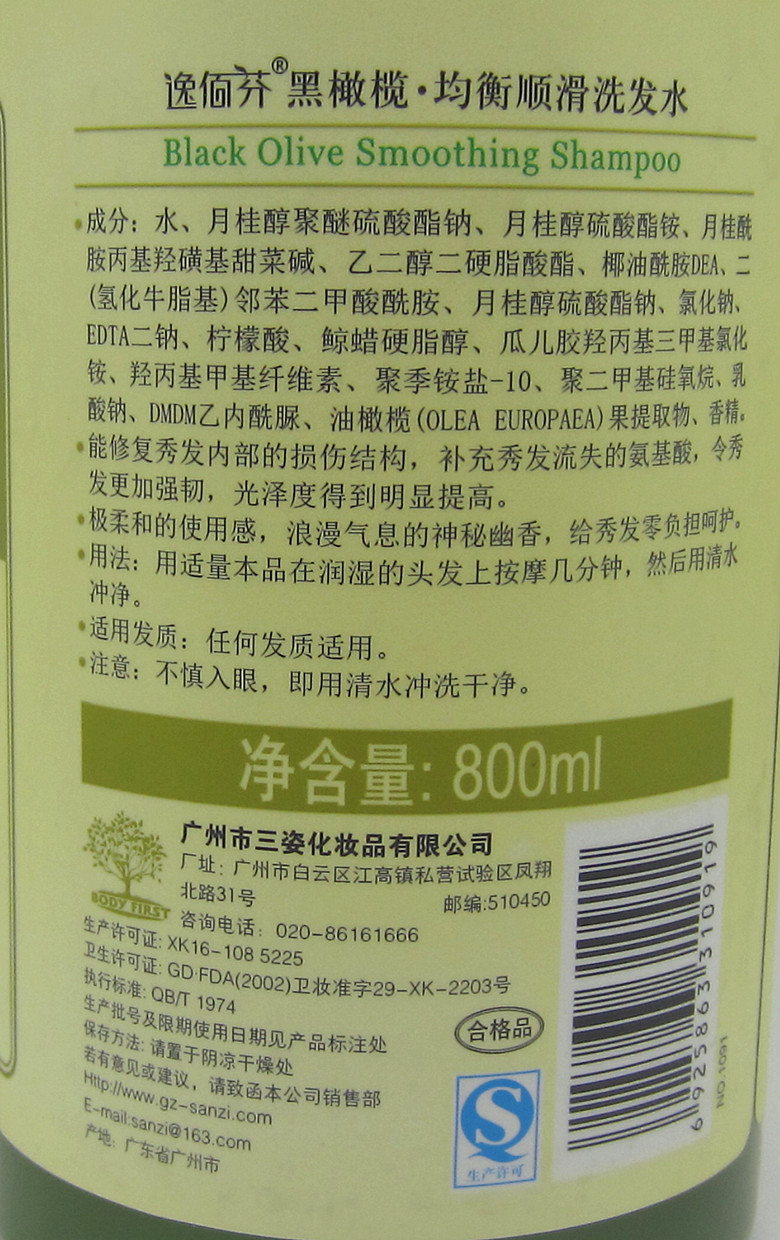 逸佰芬®黑橄榄·均衡顺滑洗发水
Black Olive Smoothing Shampoo
•成分：水、月桂醇聚醚硫酸酯钠、月桂醇硫酸酯铵、月桂酰
胺丙基羟磺基甜菜碱、乙二醇二硬脂酸酯、椰油酰胺DEA、二
(氢化牛脂基)邻苯二甲酸酰胺、月桂醇硫酸酯钠、氯化钠、
EDTA二钠、柠檬酸、鲸蜡硬脂醇、瓜儿胶羟丙基三甲基氯化
铵、羟丙基甲基纤维素、聚季铵盐-10、聚二甲基硅氧烷、乳
酸钠、DMDM乙内酰脲、油橄榄(OLEA EUROPAEA)果提取物、香精。
•能修复秀发内部的损伤结构，补充秀发流失的氨基酸，令秀
发更加强韧，光泽度得到明显提高。
•极柔和的使用感，浪漫气息的神秘幽香，给秀发零负担呵护。
•用法：用适量本品在润湿的头发上按摩几分钟，然后用清水
冲净。
•适用发质：任何发质适用。
•注意：不慎入眼，即用清水冲洗干净。
净含量: 800ml
BODY FIRST
广州市三姿化妆品有限公司
厂址：广州市白云区江高镇私营试验区凤翔
北路31号 邮编:510450
咨询电话：020-86161666
生产许可证: XK16-108 5225
卫生许可证: GD·FDA(2002)卫妆准字29-XK-2203号
执行标准: QB/T 1974
生产批号及限期使用日期见产品标注处
保存方法: 请置于阴凉干燥处
若有意见或建议，请致函本公司销售部
Http://www.gz-sanzi.com
E-mail:sanzi@163.com
产地：广东省广州市
合格品
生产许可
6925863310919
NO.1091